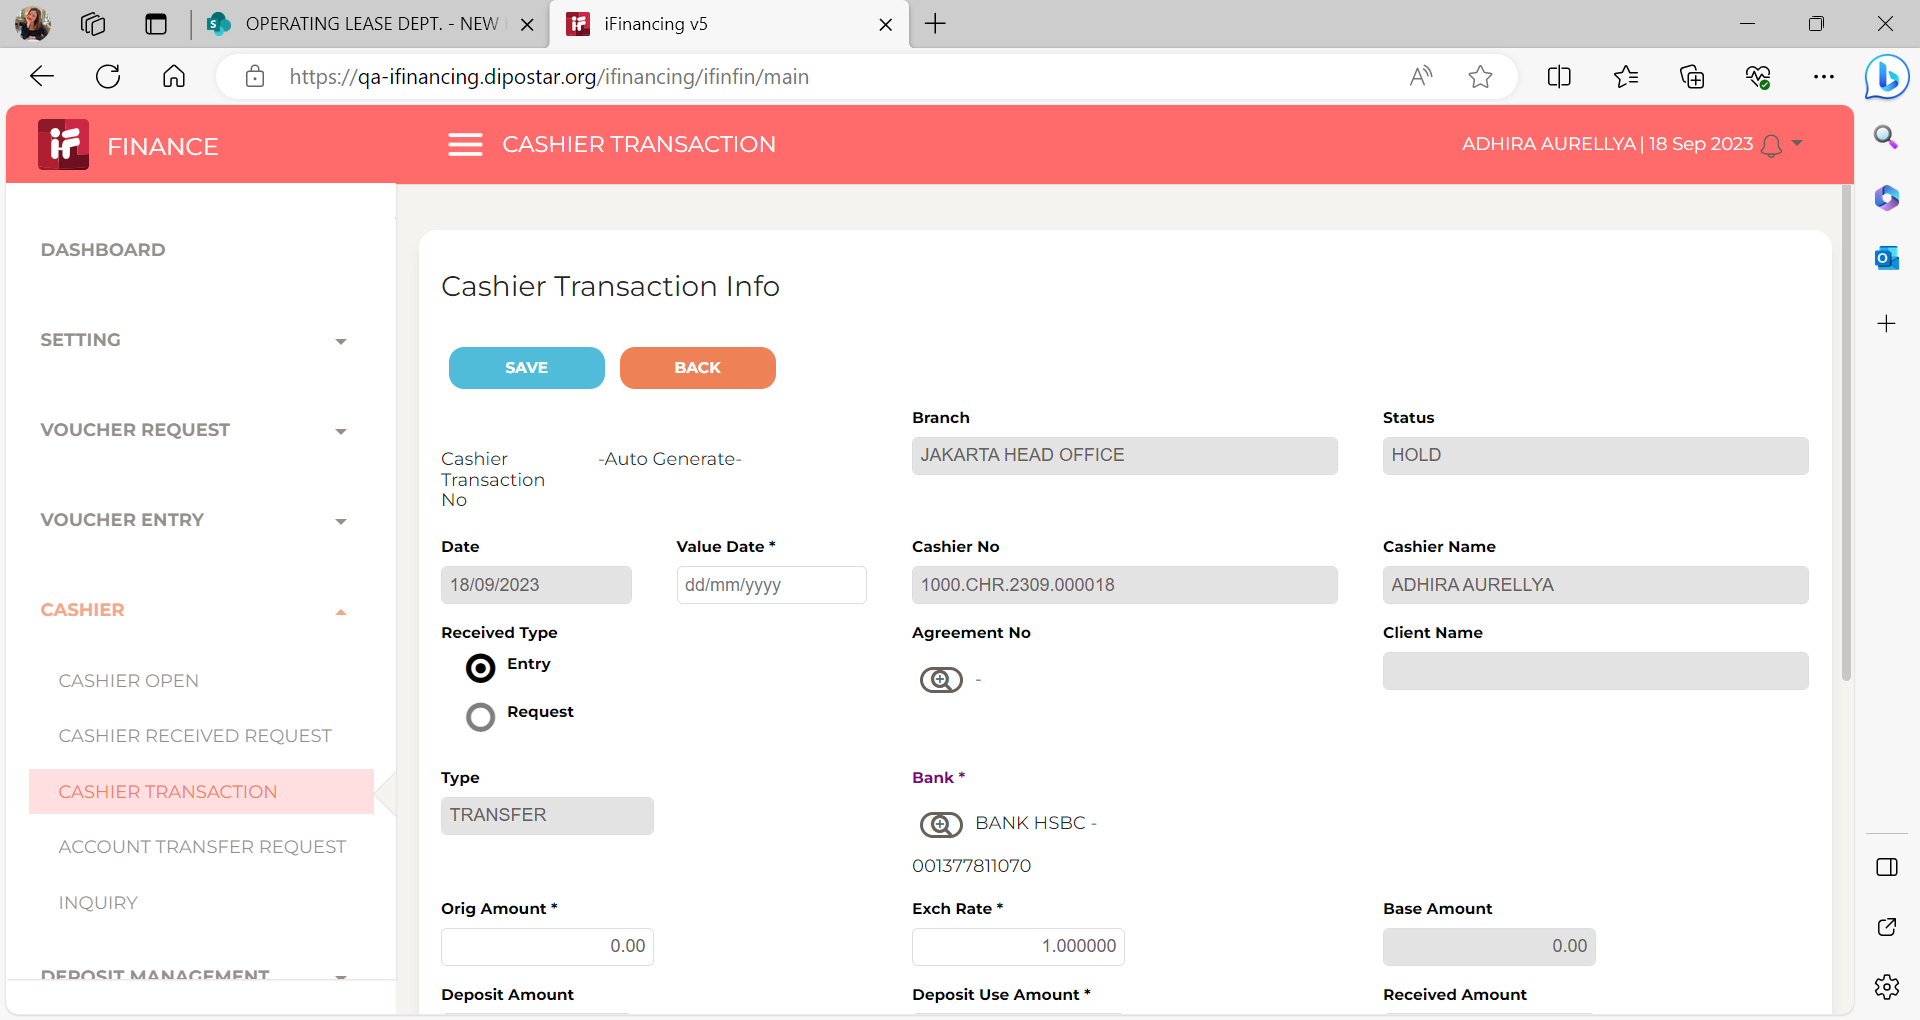 OPERATING LEASE DEPT. - NEW
iFinancing v5
https://qa-ifinancing.dipostar.org/ifinancing/ififin/main
iF FINANCE
CASHIER TRANSACTION
ADHIRA AURELLYA | 18 Sep 2023
DASHBOARD
SETTING
VOUCHER REQUEST
VOUCHER ENTRY
CASHIER
CASHIER OPEN
CASHIER RECEIVED REQUEST
CASHIER TRANSACTION
ACCOUNT TRANSFER REQUEST
INQUIRY
DEPOSIT MANAGEMENT
Cashier Transaction Info
SAVE
BACK
Cashier
Transaction
No
-Auto Generate-
Branch
JAKARTA HEAD OFFICE
Status
HOLD
Date
18/09/2023
Value Date *
dd/mm/yyyy
Cashier No
1000.CHR.2309.000018
Cashier Name
ADHIRA AURELLYA
Received Type
Entry
Request
Agreement No
-
Client Name
Type
TRANSFER
Bank *
BANK HSBC -
001377811070
Orig Amount *
0.00
Exch Rate *
1.000000
Base Amount
0.00
Deposit Amount
Deposit Use Amount *
Received Amount